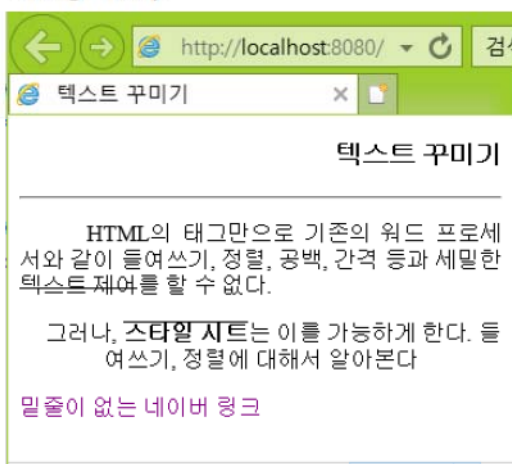 http://localhost:8080/
텍스트 꾸미기
텍스트 꾸미기
HTML의 태그만으로 기존의 워드 프로세
서와 같이 들여쓰기, 정렬, 공백, 간격 등과 세밀한
텍스트 제어를 할 수 없다.
그러나, 스타일 시트는 이를 가능하게 한다. 들
여쓰기, 정렬에 대해서 알아본다
밑줄이 없는 네이버 링크